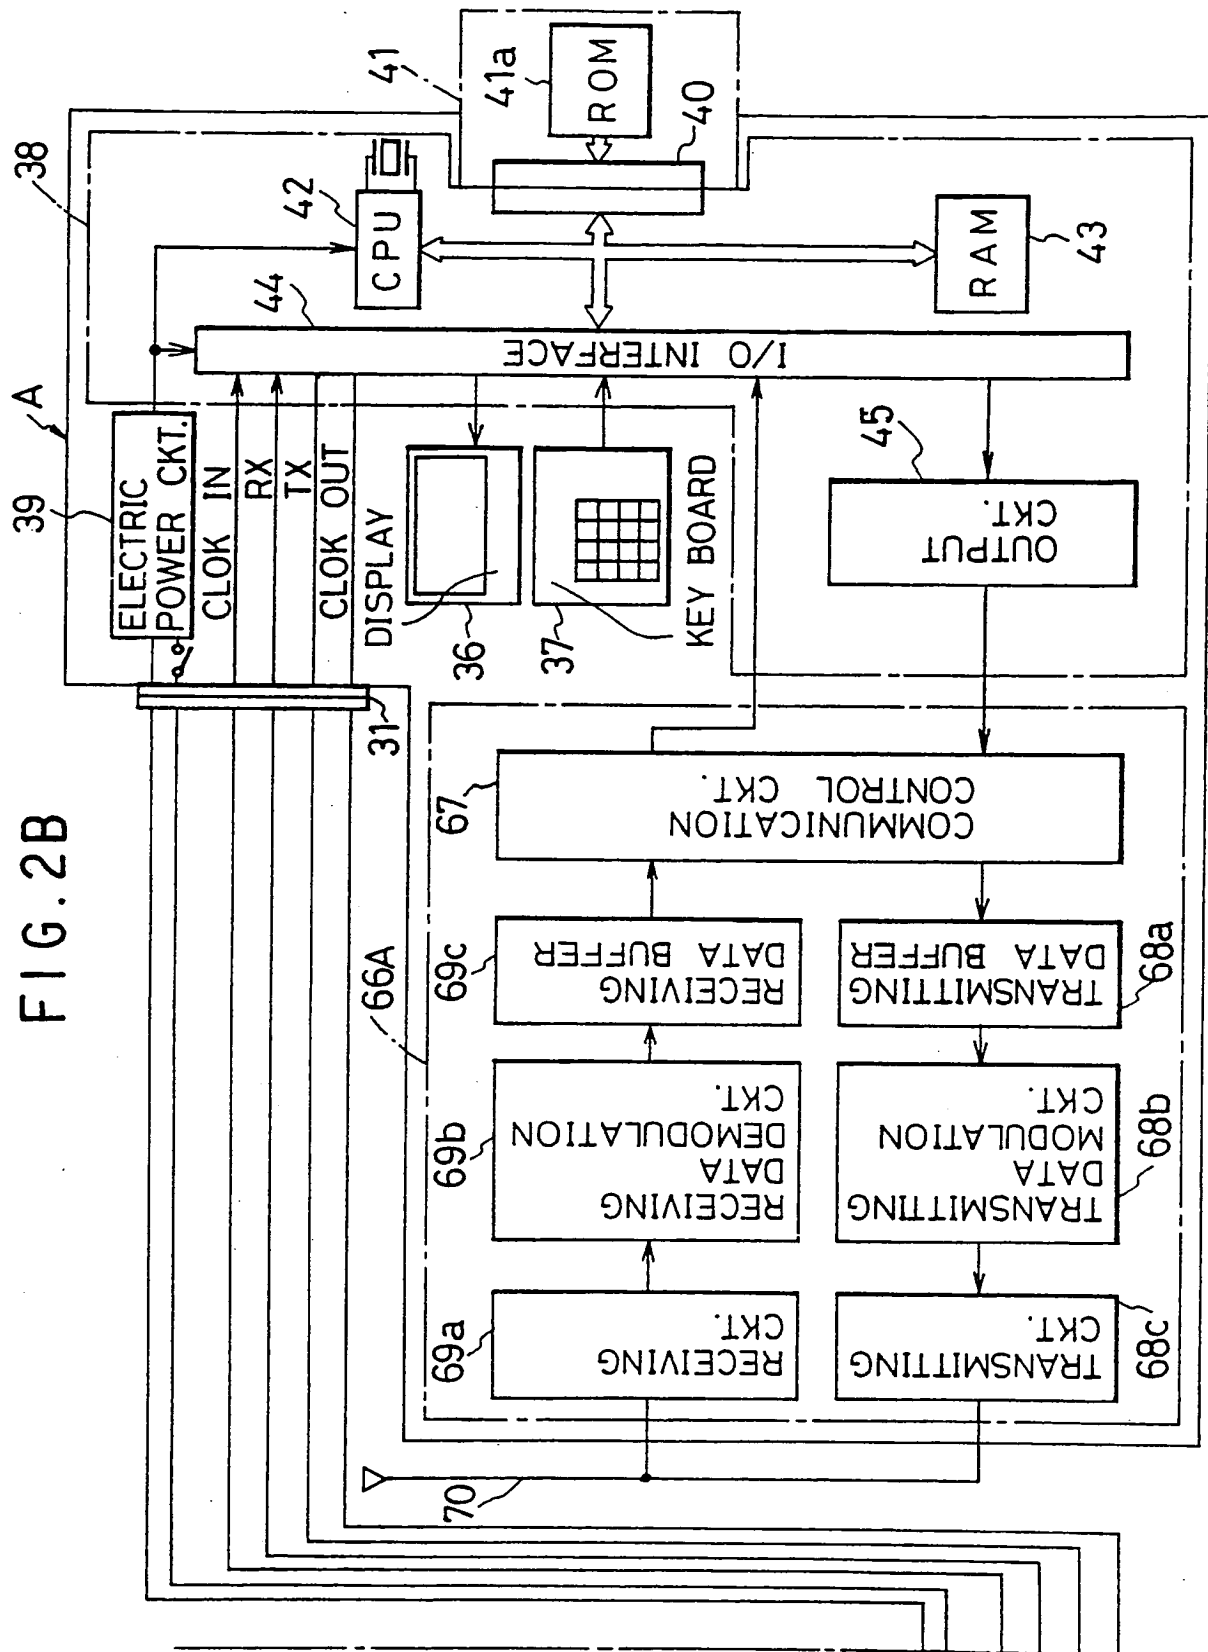 FIG. 2B
A
38
39
ELECTRIC
POWER CKT.
CLOK IN
RX
TX
CLOK OUT
31
DISPLAY
36
KEY BOARD
37
44
I/O INTERFACE
42
CPU
41
41a
ROM
40
RAM
43
45
OUTPUT
CKT.
66A
67
COMMUNICATION
CONTROL CKT.
69c
RECEIVING
DATA BUFFER
69b
RECEIVING
DATA
DEMODULATION
CKT.
69a
RECEIVING
CKT.
TRANSMITTING
DATA BUFFER
68a
TRANSMITTING
DATA
MODULATION
CKT.
68b
TRANSMITTING
CKT.
68c
70